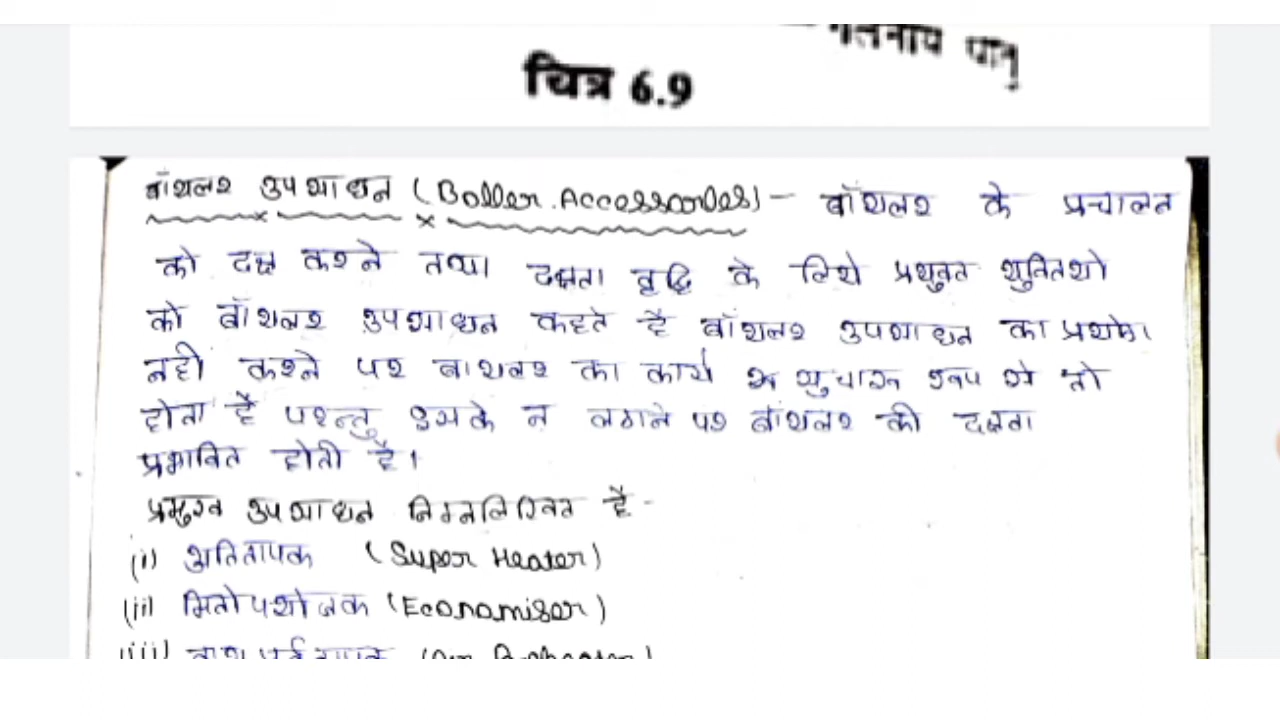 चित्र 6.9
बॉयलर उपसाधन (Boiler Accessories) - बॉयलर के प्रचालन
को दक्ष करने तथा दक्षता वृद्धि के लिये प्रयुक्त युक्तियो
को बॉयलर उपसाधन कहते है बॉयलर उपसाधन का प्रयोग
नही करने पर बायलर का कार्य सुचारू रूप से तो
होता है परन्तु इसके न लगाने पर बॉयलर की दक्षता
प्रभावित होती है।
प्रमुख उपसाधन निम्नलिखित है -
(i) अतितापक (Super Heater)
(ii) मितोपयोजक (Economiser)
(iii)